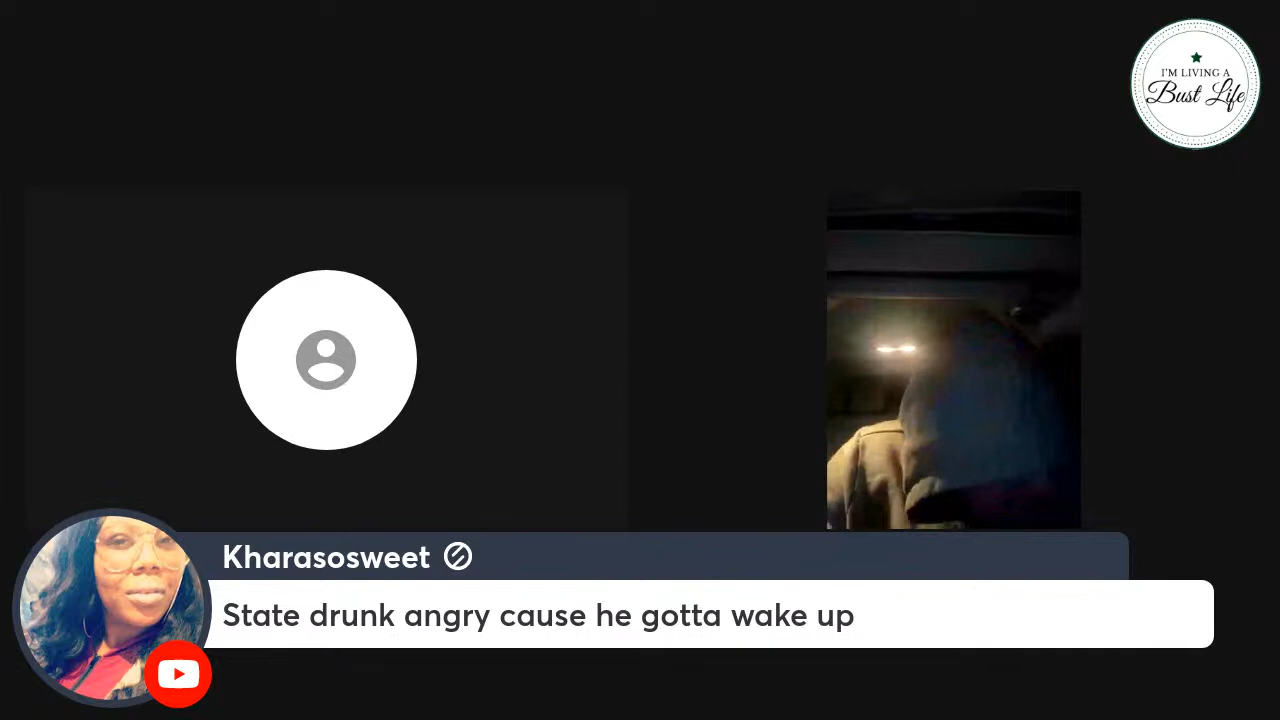 I'M LIVING A
Bust Life
Kharasosweet
State drunk angry cause he gotta wake up